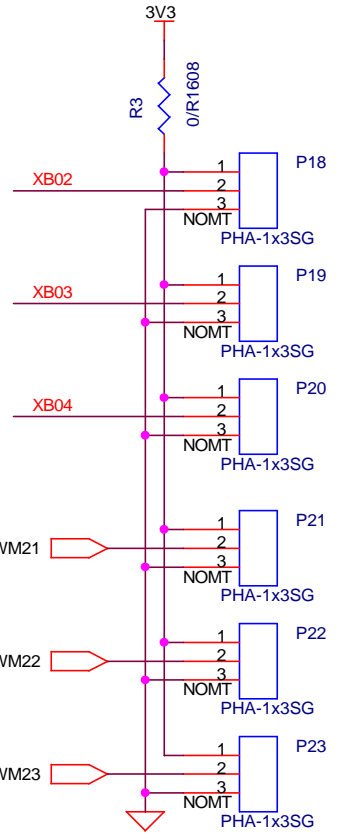 3V3
R3
0/R1608
P18
1
XB02
2
3
NOMT
PHA-1x3SG
P19
1
XB03
2
3
NOMT
PHA-1x3SG
P20
1
XB04
2
3
NOMT
PHA-1x3SG
P21
1
WM21
2
3
NOMT
PHA-1x3SG
P22
1
WM22
2
3
NOMT
PHA-1x3SG
P23
1
WM23
2
3
NOMT
PHA-1x3SG